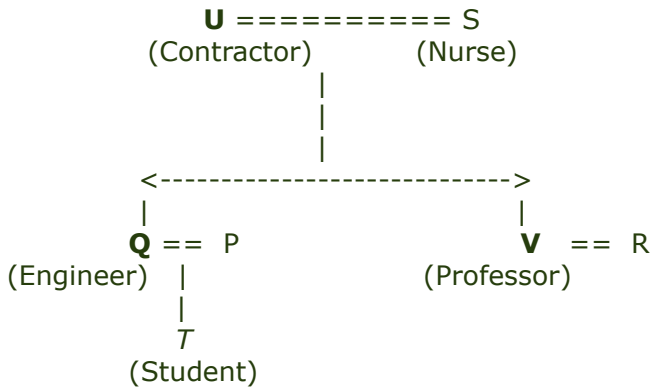 U ========== S
(Contractor) (Nurse)
|
|
|
<----------------------------->
| |
Q == P V == R
(Engineer) | (Professor)
|
T
(Student)